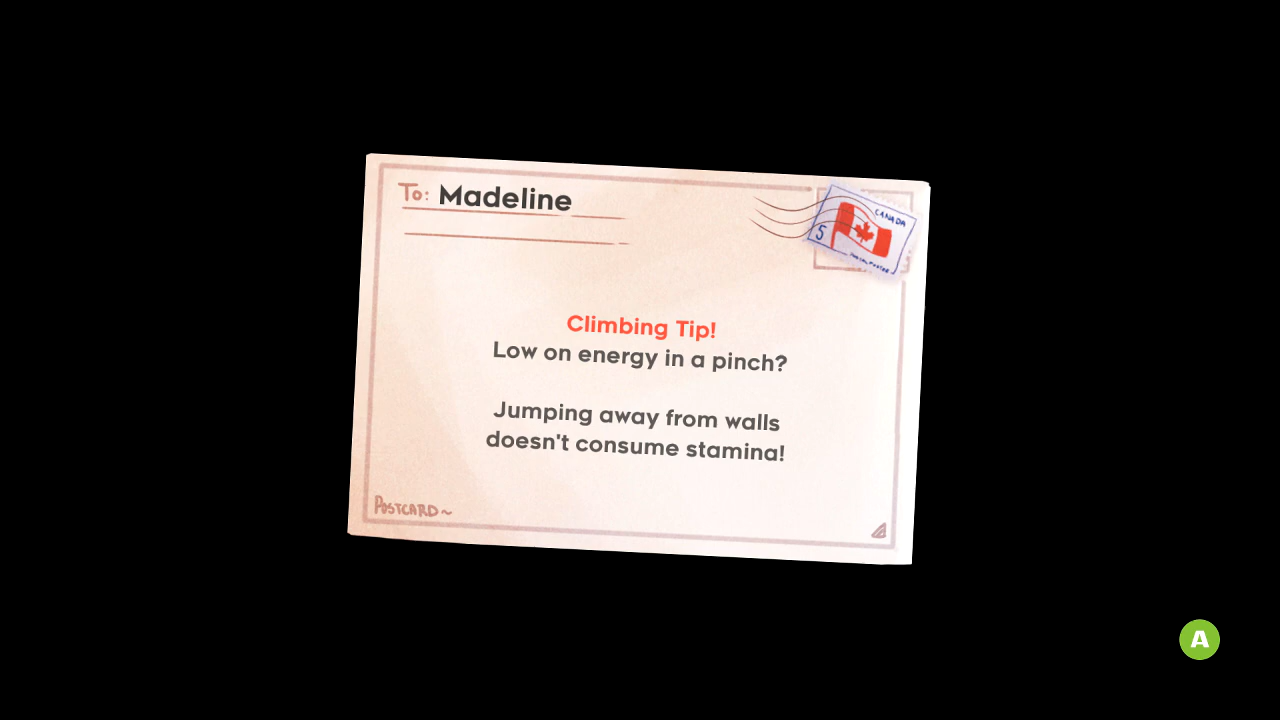 To: Madeline
CANADA
5
Climbing Tip!
Low on energy in a pinch?
Jumping away from walls
doesn't consume stamina!
POSTCARD~
A